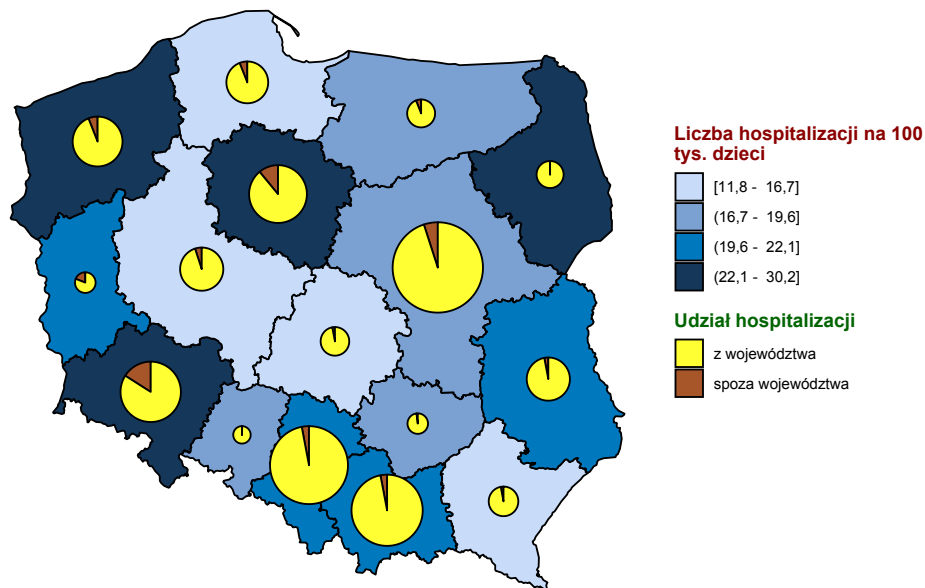 Liczba hospitalizacji na 100
tys. dzieci
[11,8 - 16,7]
(16,7 - 19,6]
(19,6 - 22,1]
(22,1 - 30,2]
Udział hospitalizacji
z województwa
spoza województwa